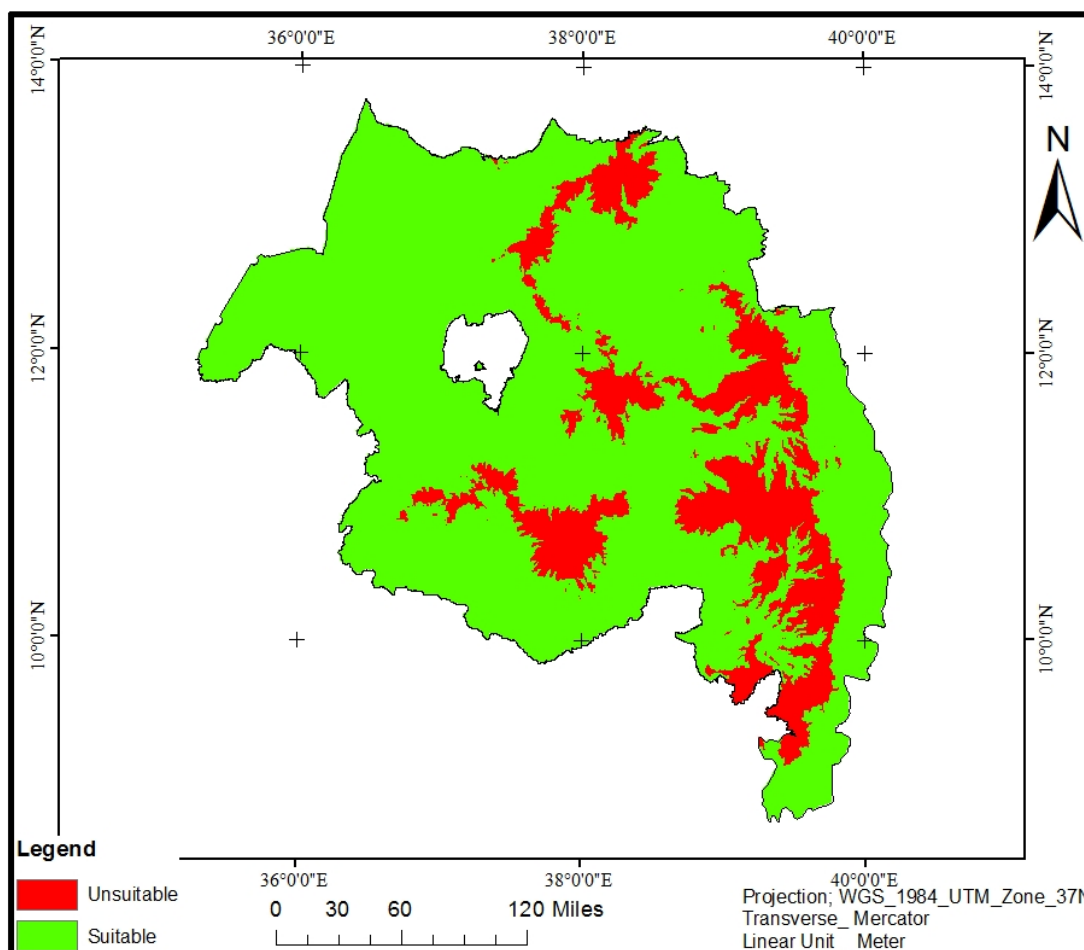 36°0'0"E 38°0'0"E 40°0'0"E
14°0'0"N 14°0'0"N
N
12°0'0"N 12°0'0"N
10°0'0"N 10°0'0"N
Legend
36°0'0"E 38°0'0"E 40°0'0"E
Unsuitable
Suitable
0 30 60 120 Miles
Projection; WGS_1984_UTM_Zone_37N
Transverse_ Mercator
Linear Unit Meter